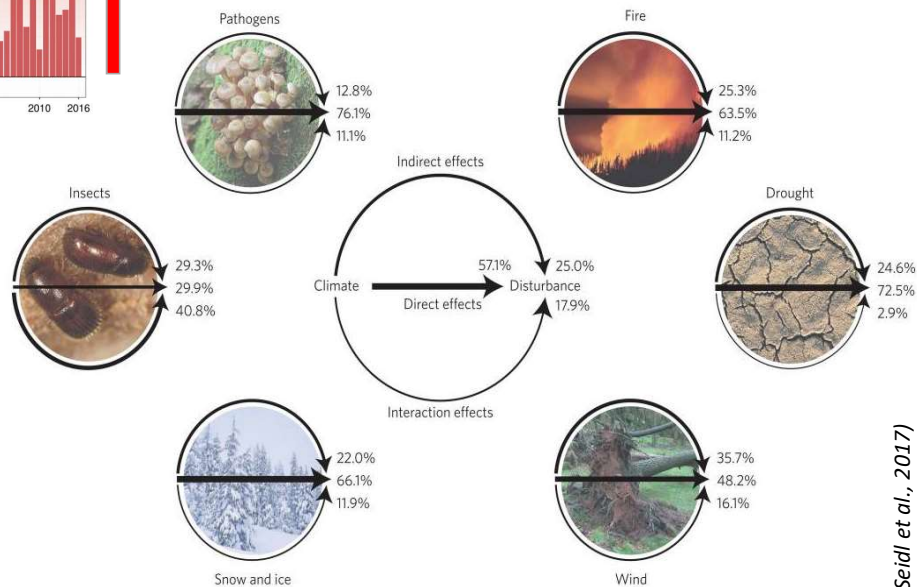 2010 2016
Pathogens
12.8%
76.1%
11.1%
Fire
25.3%
63.5%
11.2%
Insects
29.3%
29.9%
40.8%
Indirect effects
57.1%
25.0%
Climate
Disturbance
Direct effects
17.9%
Interaction effects
Drought
24.6%
72.5%
2.9%
22.0%
66.1%
11.9%
Snow and ice
35.7%
48.2%
16.1%
Wind
Seidl et al., 2017)